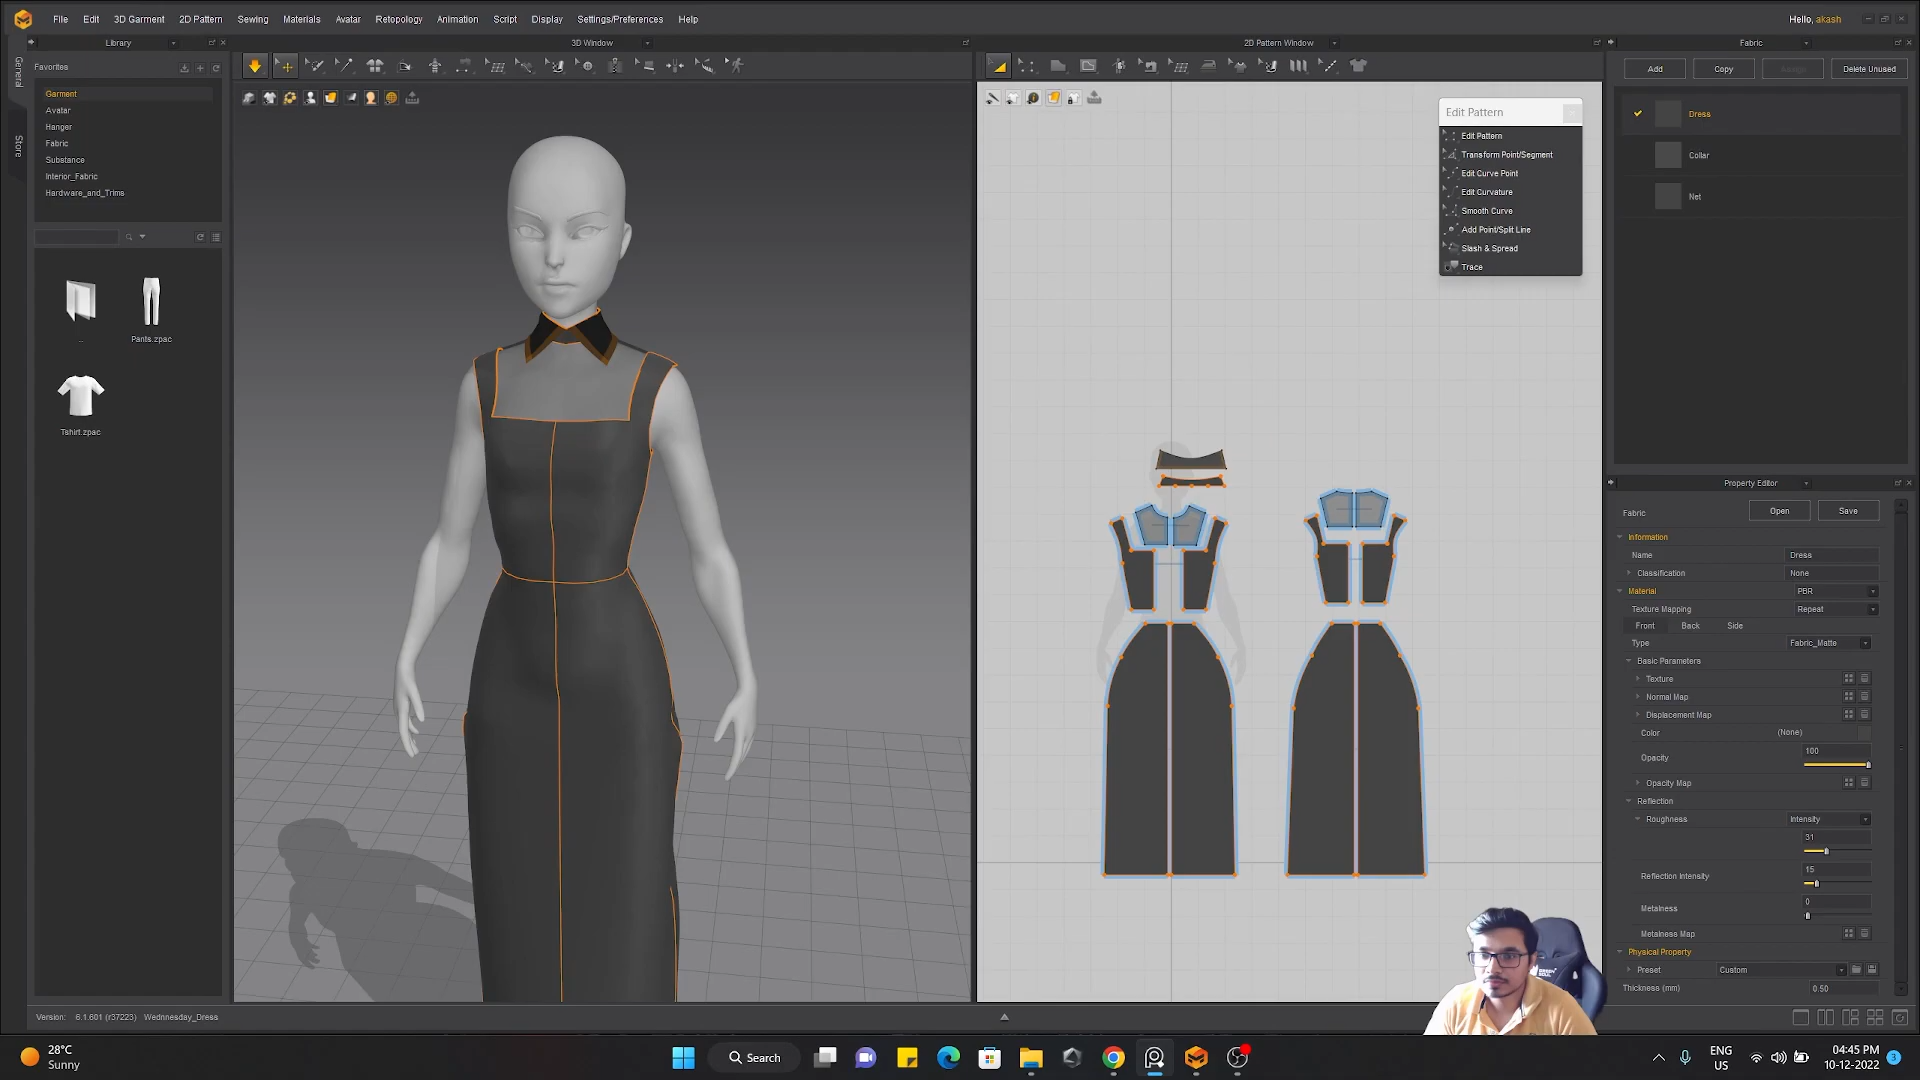 File Edit 3D Garment 2D Pattern Sewing Materials Avatar Retopology Animation Script Display Settings/Preferences Help
Hello, akash
Library
3D Window
2D Pattern Window
Fabric
General
Store
Favorites
Garment
Avatar
Hanger
Fabric
Substance
Interior_Fabric
Hardware_and_Trims
..
Pants.zpac
Tshirt.zpac
Edit Pattern
Edit Pattern
Transform Point/Segment
Edit Curve Point
Edit Curvature
Smooth Curve
Add Point/Split Line
Slash & Spread
Trace
Add
Copy
Assign
Delete Unused
Dress
Collar
Net
Property Editor
Fabric
Open
Save
Information
Name Dress
Classification None
Material PBR
Texture Mapping Repeat
Front Back Side
Type Fabric_Matte
Basic Parameters
Texture
Normal Map
Displacement Map
Color (None)
Opacity 100
Opacity Map
Reflection
Roughness Intensity
31
Reflection Intensity 15
Metalness 0
Metalness Map
Physical Property
Preset Custom
Thickness (mm) 0.50
Version: 6.1.601 (r37223) Wednnesday_Dress
28°C
Sunny
Search
ENG
US
04:45 PM
10-12-2022
3